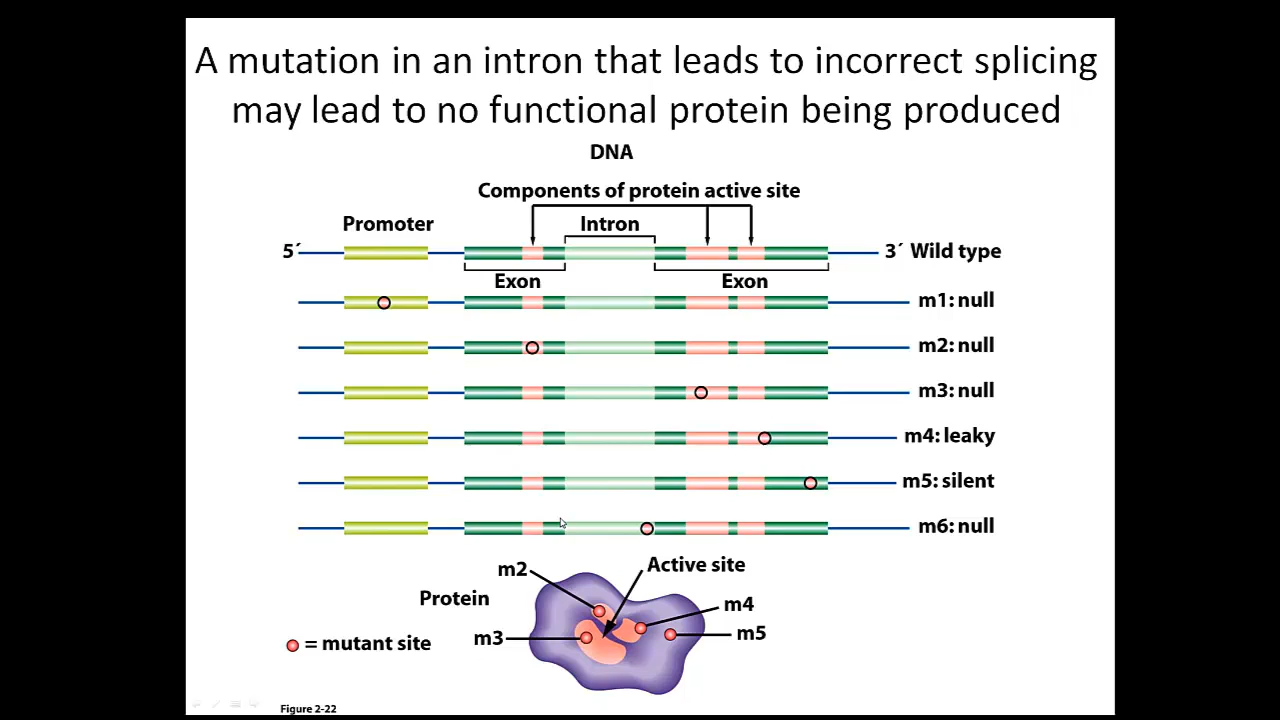 A mutation in an intron that leads to incorrect splicing
may lead to no functional protein being produced
DNA
Components of protein active site
Promoter
Intron
5´
3´ Wild type
Exon
Exon
m1: null
m2: null
m3: null
m4: leaky
m5: silent
m6: null
m2
Active site
Protein
m4
m3
m5
= mutant site
Figure 2-22